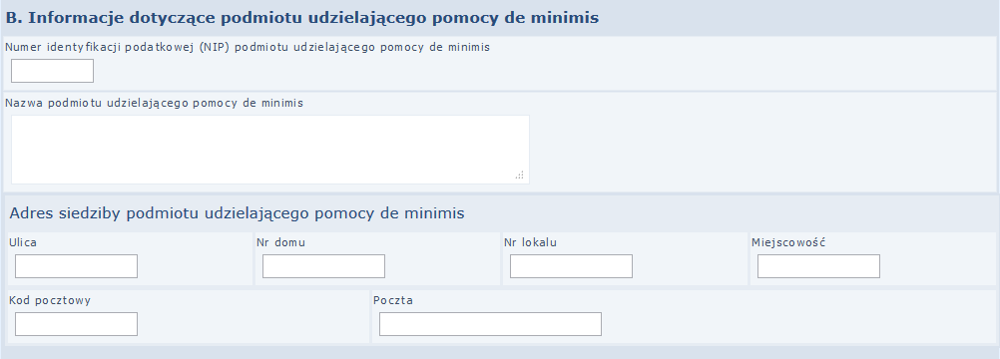 B. Informacje dotyczące podmiotu udzielającego pomocy de minimis
Numer identyfikacji podatkowej (NIP) podmiotu udzielającego pomocy de minimis
Nazwa podmiotu udzielającego pomocy de minimis
Adres siedziby podmiotu udzielającego pomocy de minimis
Ulica Nr domu Nr lokalu Miejscowość
Kod pocztowy Poczta